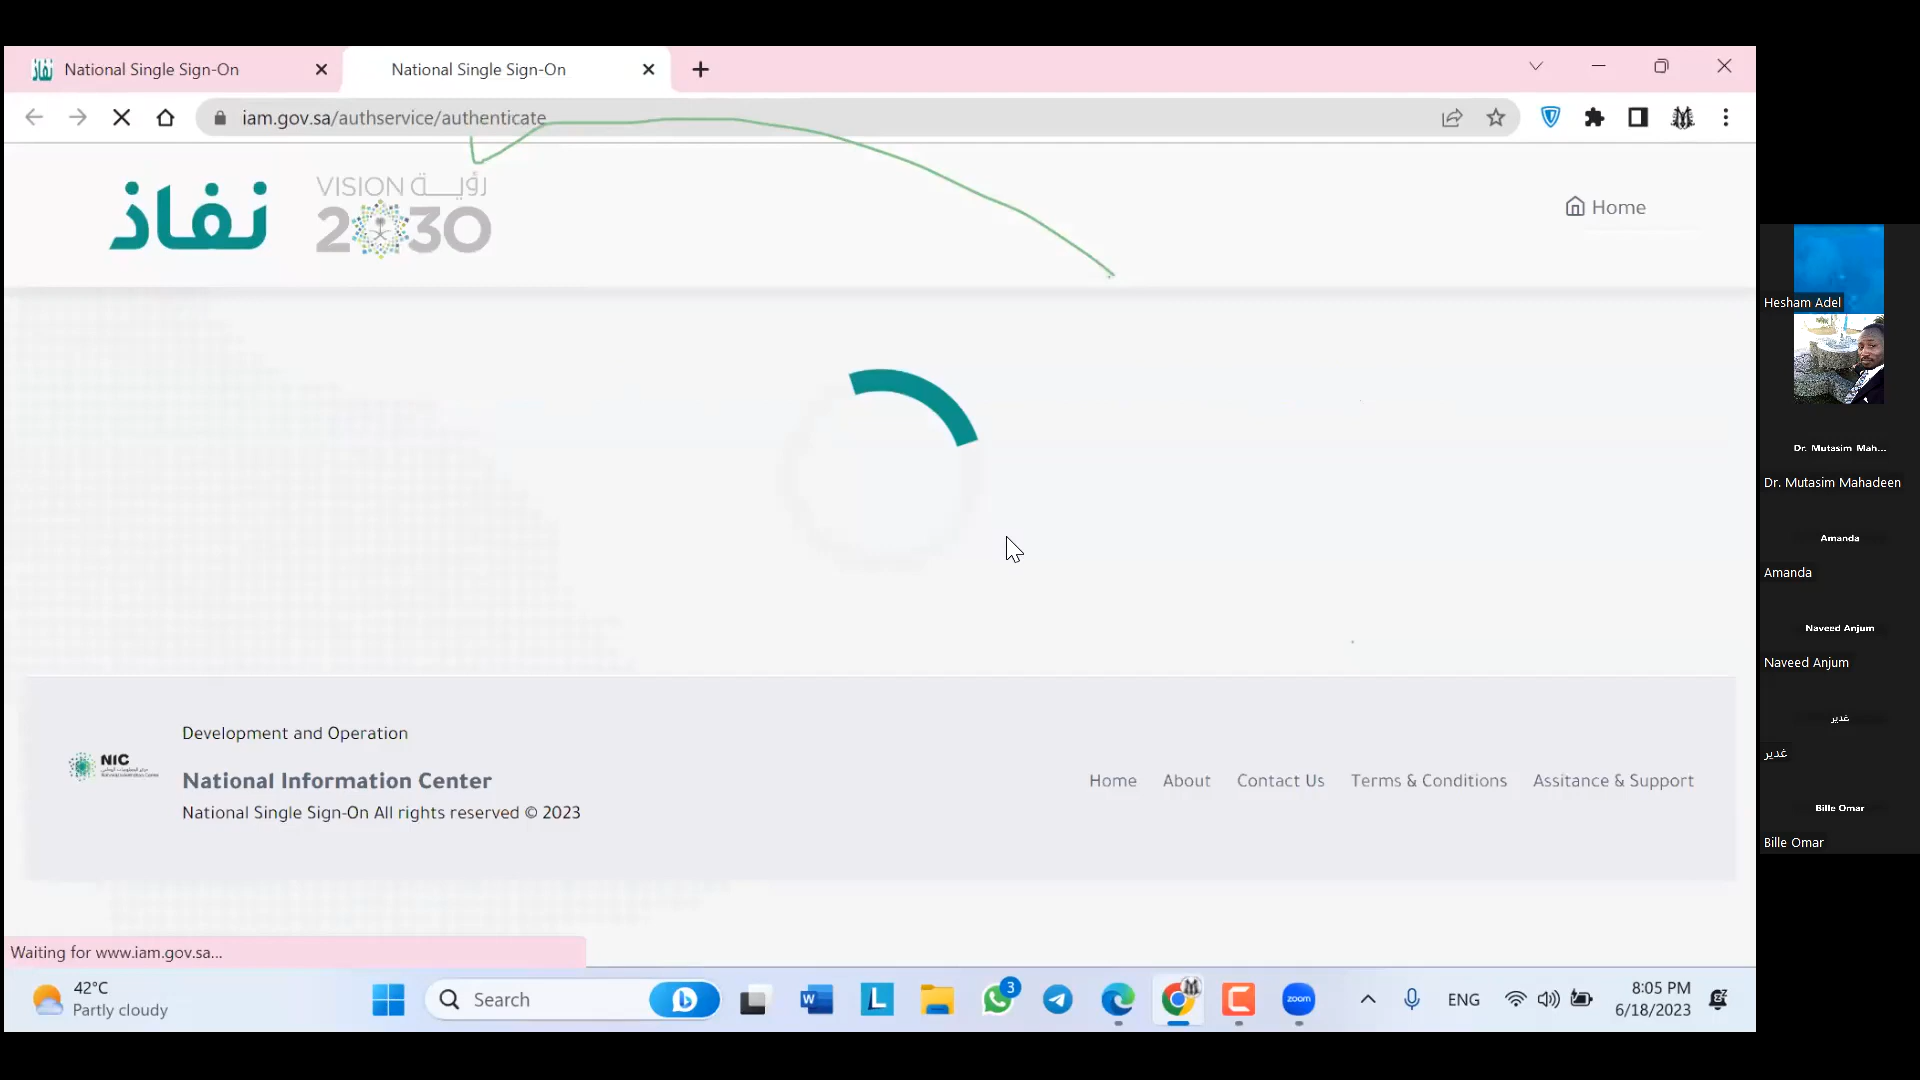 National Single Sign-On
National Single Sign-On
iam.gov.sa/authservice/authenticate
نفاذ
VISION رؤيـــة
2030
Home
Hesham Adel
Dr. Mutasim Mah...
Dr. Mutasim Mahadeen
Amanda
Amanda
Naveed Anjum
Naveed Anjum
غدير
غدير
Bille Omar
Bille Omar
Development and Operation
NIC
National Information Center
National Single Sign-On All rights reserved © 2023
Home About Contact Us Terms & Conditions Assitance & Support
Waiting for www.iam.gov.sa...
42°C
Partly cloudy
Search
3
zoom
ENG
8:05 PM
6/18/2023